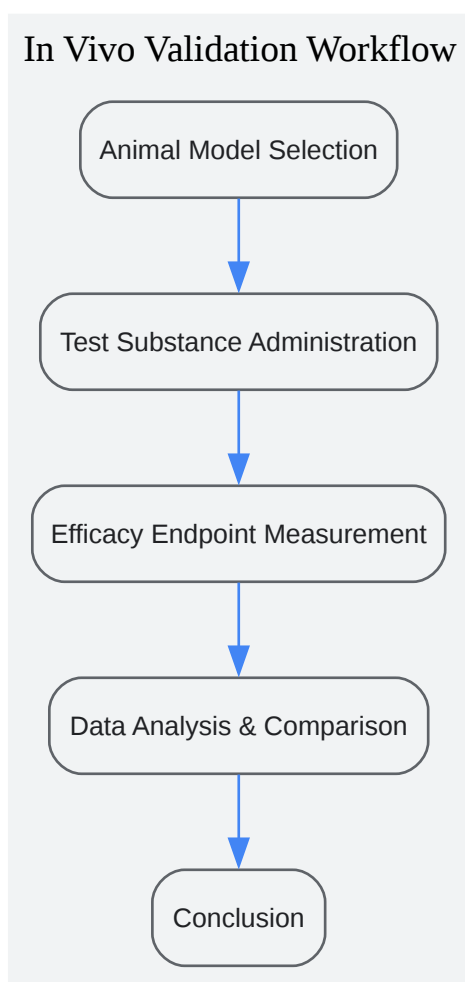 In Vivo Validation Workflow
Animal Model Selection
Test Substance Administration
Efficacy Endpoint Measurement
Data Analysis & Comparison
Conclusion